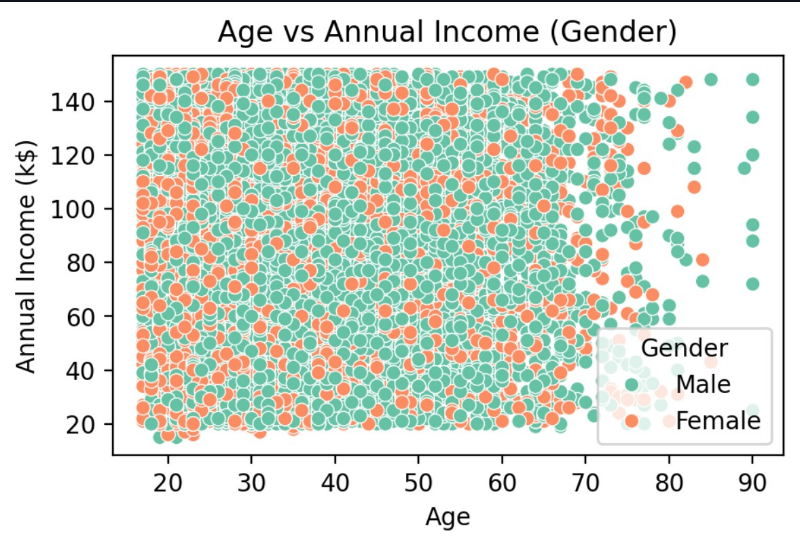 Age vs Annual Income (Gender)
Annual Income (k$)
140
120
100
80
60
40
20
Gender
Male
Female
20 30 40 50 60 70 80 90
Age